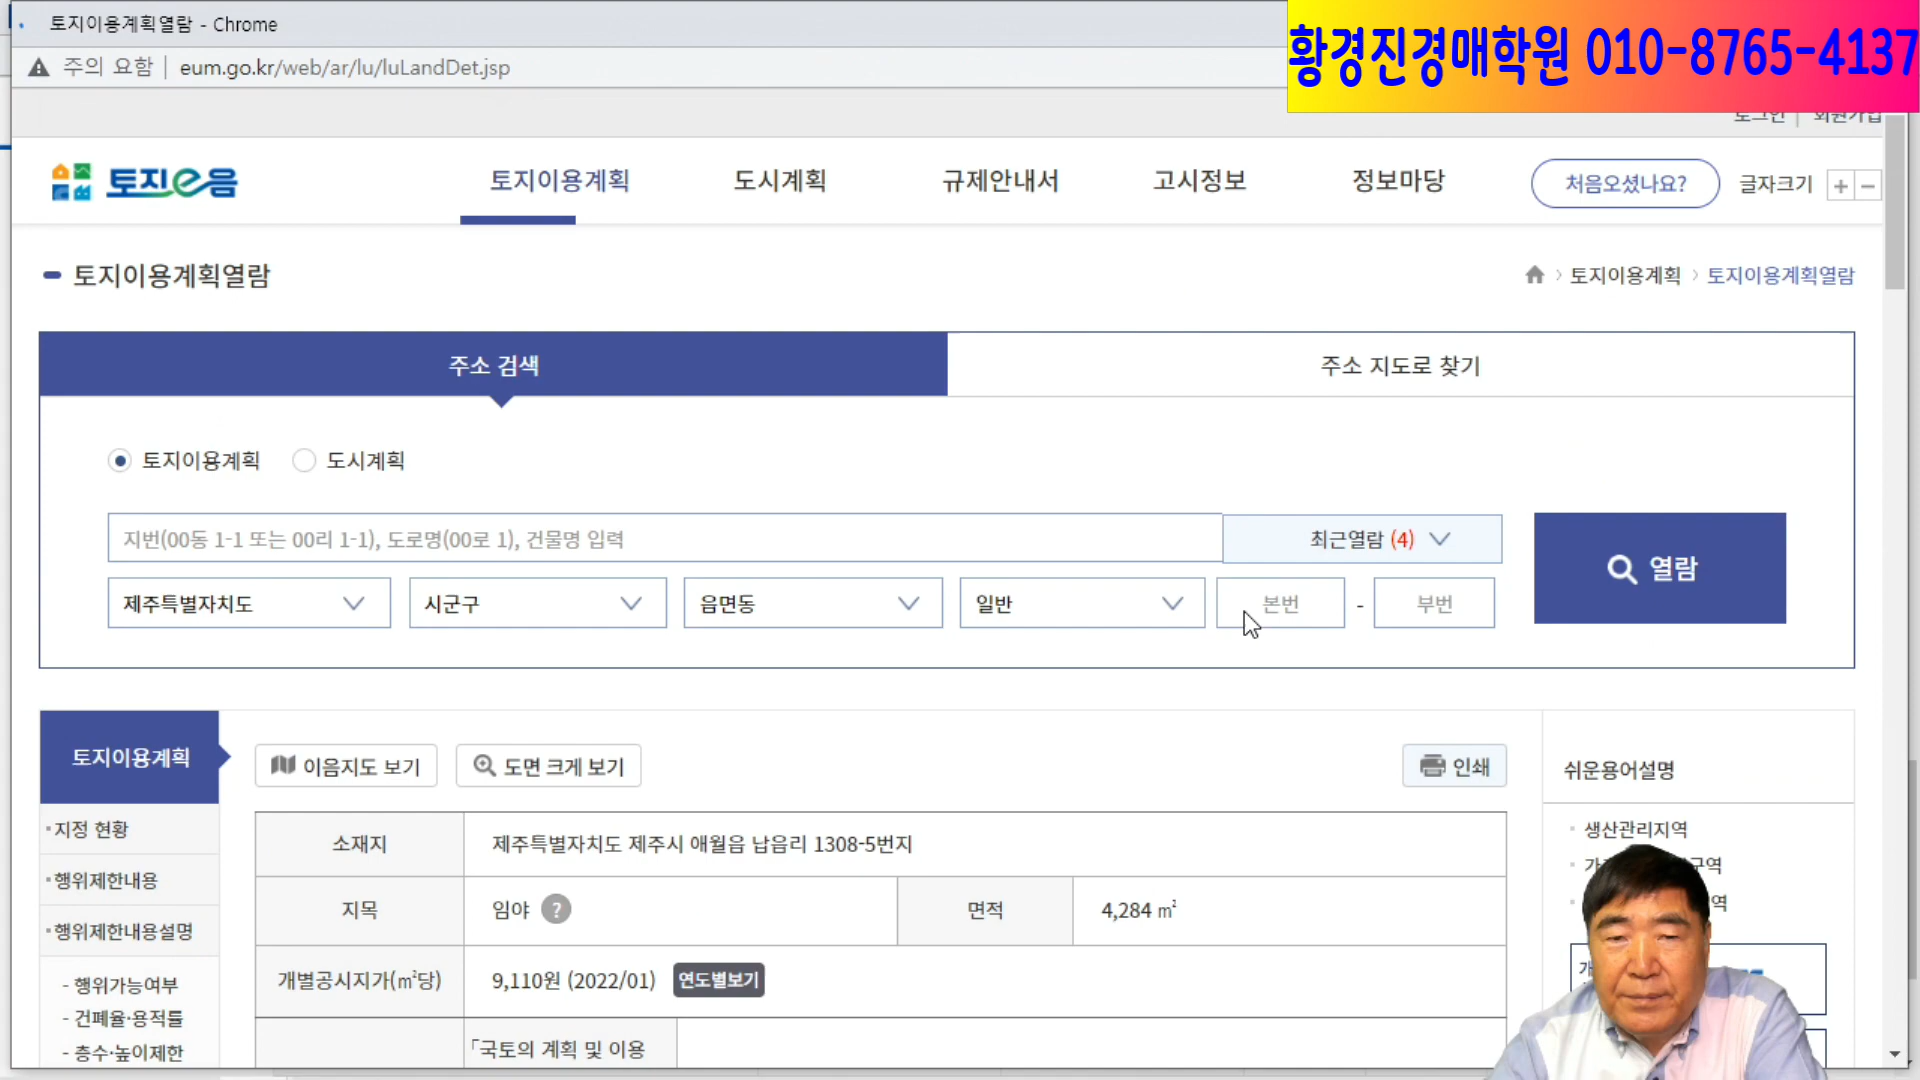 토지이용계획열람 - Chrome
주의 요함 | eum.go.kr/web/ar/lu/luLandDet.jsp
황경진경매학원 010-8765-4137
로그인 | 회원가입
토지e음
토지이용계획 도시계획 규제안내서 고시정보 정보마당 처음오셨나요? 글자크기 + -
토지이용계획열람
토지이용계획 > 토지이용계획열람
주소 검색 주소 지도로 찾기
토지이용계획 도시계획
지번(00동 1-1 또는 00리 1-1), 도로명(00로 1), 건물명 입력 최근열람 (4)
열람
제주특별자치도 시군구 읍면동 일반 본번 - 부번
토지이용계획
이음지도 보기 도면 크게 보기 인쇄
쉬운용어설명
지정 현황
행위제한내용
행위제한내용설명
- 행위가능여부
- 건폐율·용적률
- 층수·높이제한
소재지 제주특별자치도 제주시 애월읍 납읍리 1308-5번지
지목 임야 ? 면적 4,284 ㎡
개별공시지가(㎡당) 9,110원 (2022/01) 연도별보기
「국토의 계획 및 이용
생산관리지역
구역
역